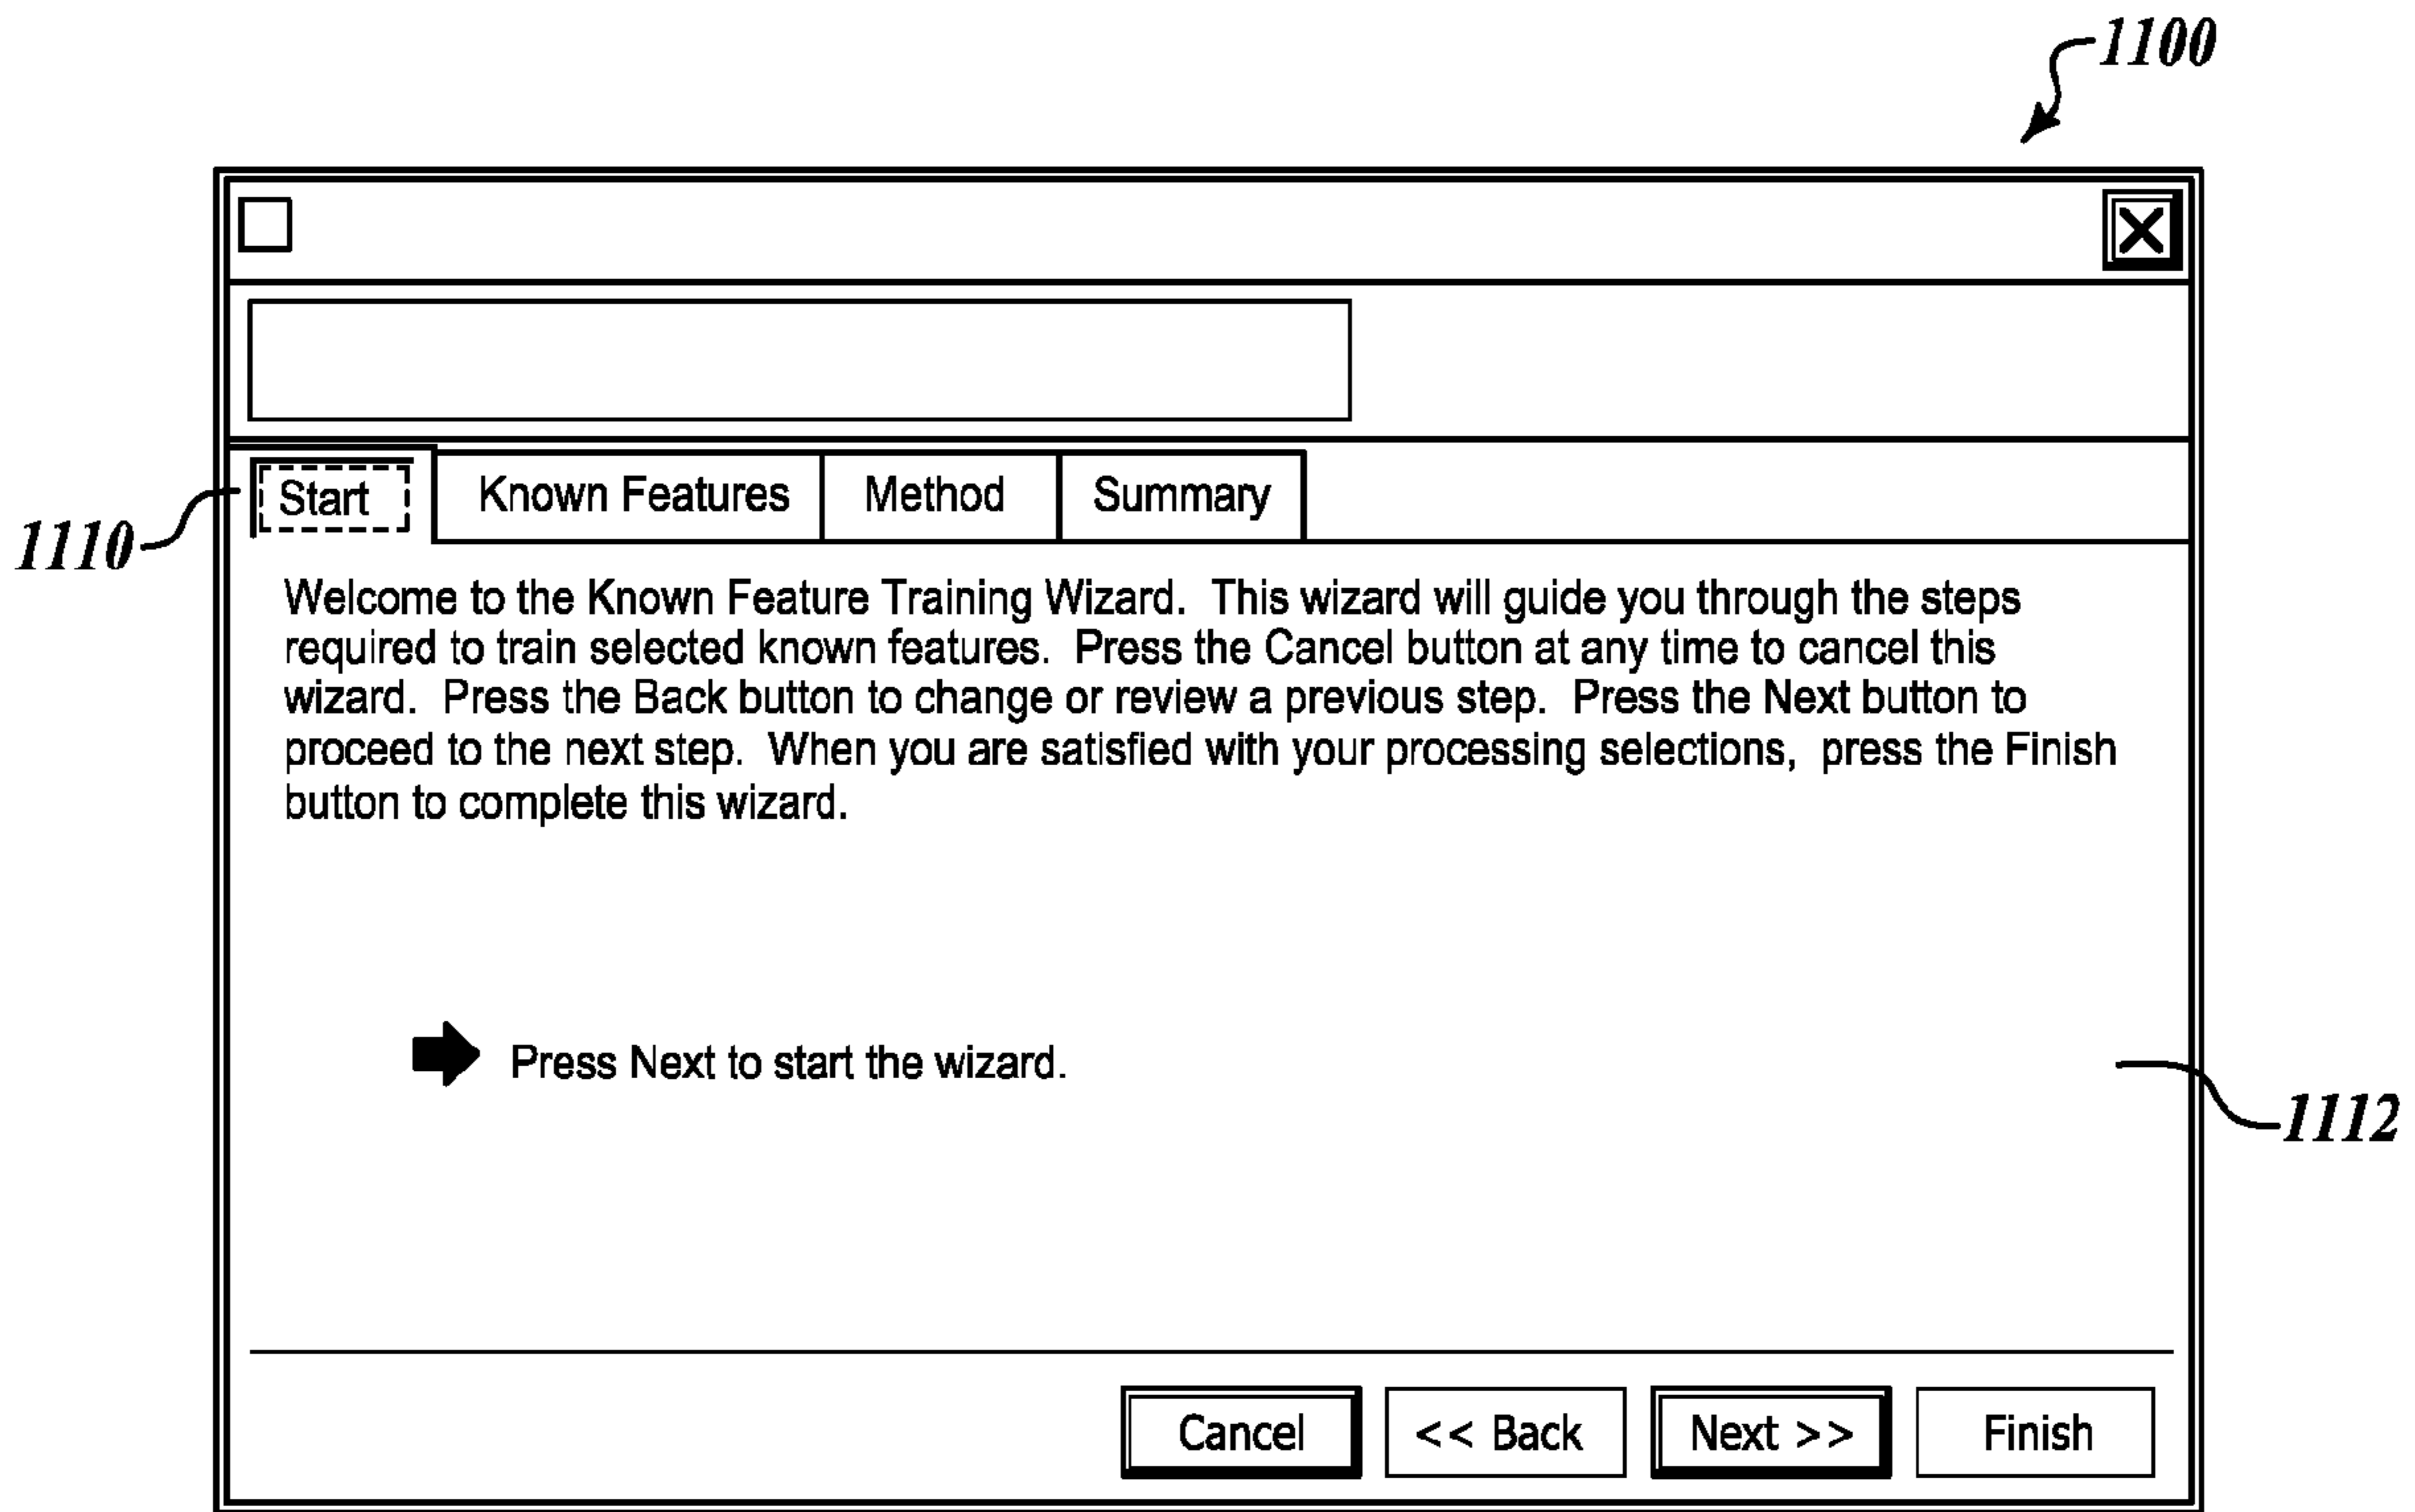 1100
Start Known Features Method Summary
1110
Welcome to the Known Feature Training Wizard. This wizard will guide you through the steps
required to train selected known features. Press the Cancel button at any time to cancel this
wizard. Press the Back button to change or review a previous step. Press the Next button to
proceed to the next step. When you are satisfied with your processing selections, press the Finish
button to complete this wizard.
Press Next to start the wizard.
1112
Cancel << Back Next >> Finish